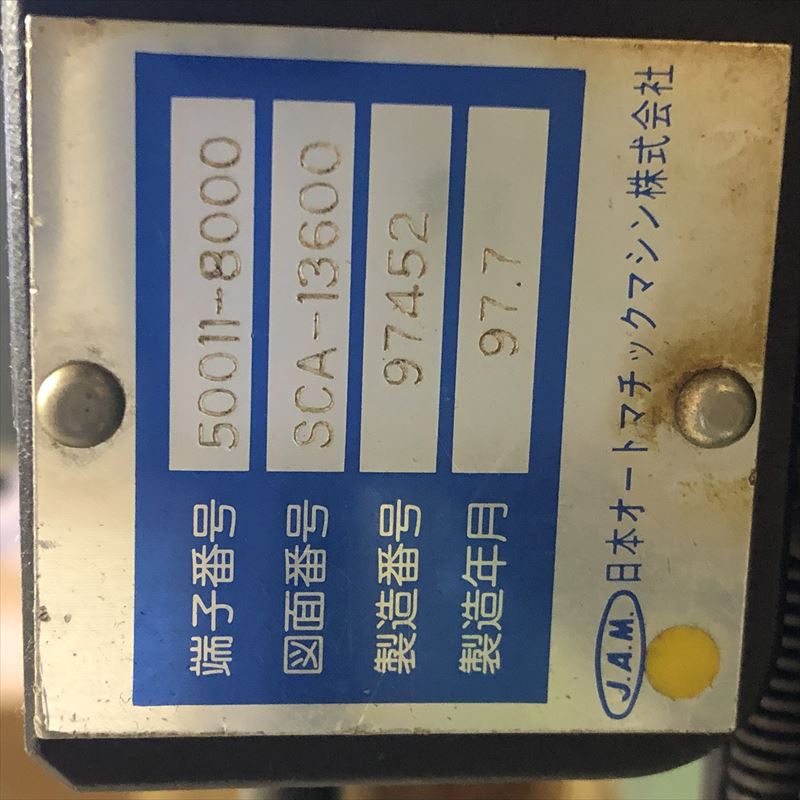 端子番号 50011-8000
図面番号 SCA-13600
製造番号 97452
製造年月 97.7
J.A.M. 日本オートマチックマシン株式会社